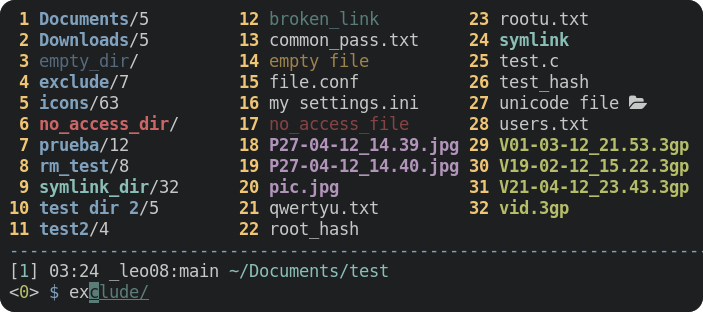 1 Documents/5 12 broken_link 23 rootu.txt
2 Downloads/5 13 common_pass.txt 24 symlink
3 empty_dir/ 14 empty file 25 test.c
4 exclude/7 15 file.conf 26 test_hash
5 icons/63 16 my settings.ini 27 unicode file 🗁
6 no_access_dir/ 17 no_access_file 28 users.txt
7 prueba/12 18 P27-04-12_14.39.jpg 29 V01-03-12_21.53.3gp
8 rm_test/8 19 P27-04-12_14.40.jpg 30 V19-02-12_15.22.3gp
9 symlink_dir/32 20 pic.jpg 31 V21-04-12_23.43.3gp
10 test dir 2/5 21 qwertyu.txt 32 vid.3gp
11 test2/4 22 root_hash
[1] 03:24 _leo08:main ~/Documents/test
<0> $ exclude/